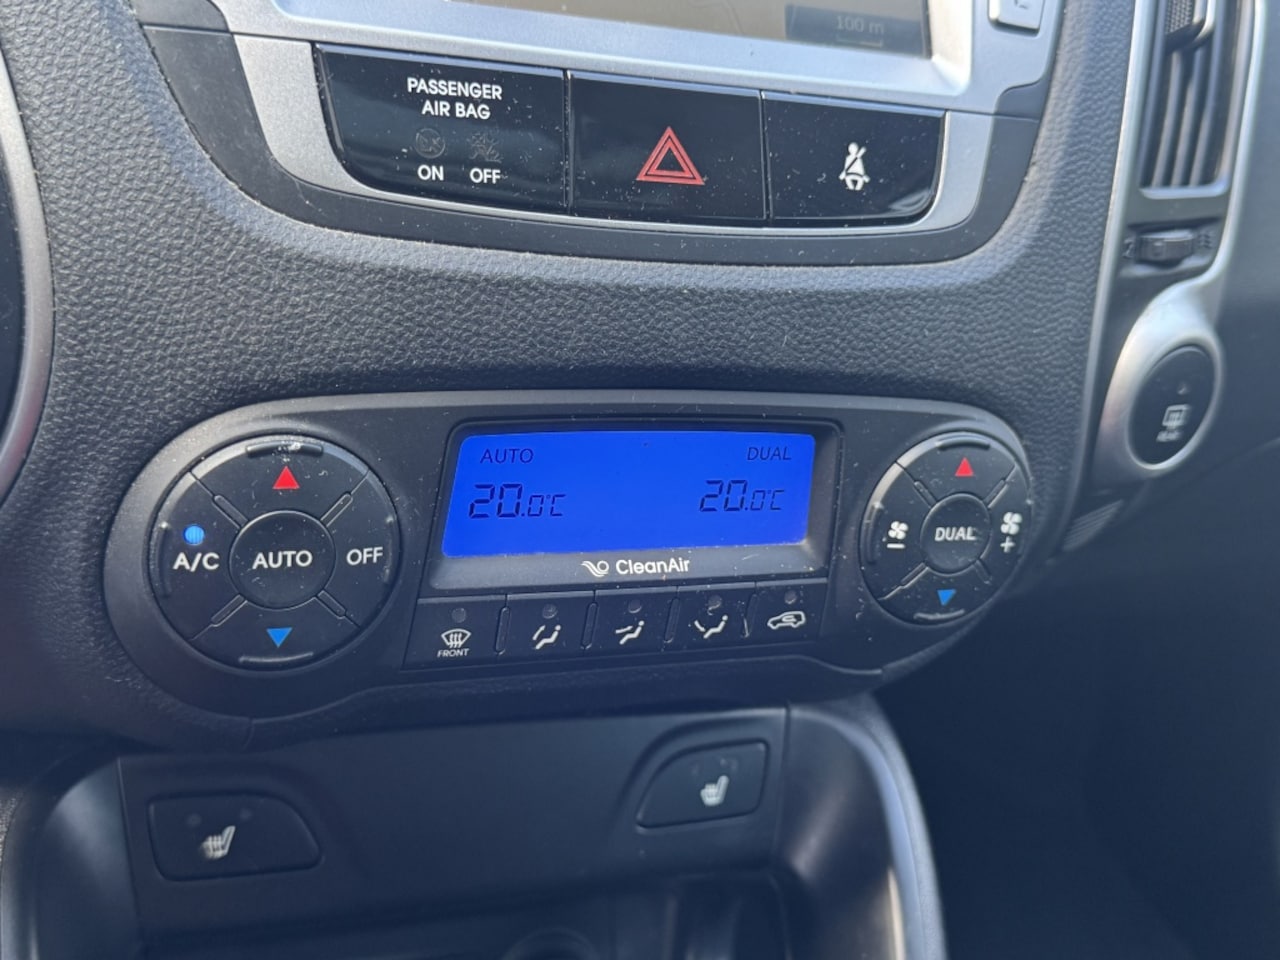 100 m
PASSENGER
AIR BAG
ON OFF
AUTO DUAL
20.0°C 20.0°C
CleanAir
A/C AUTO OFF
DUAL
- +
FRONT